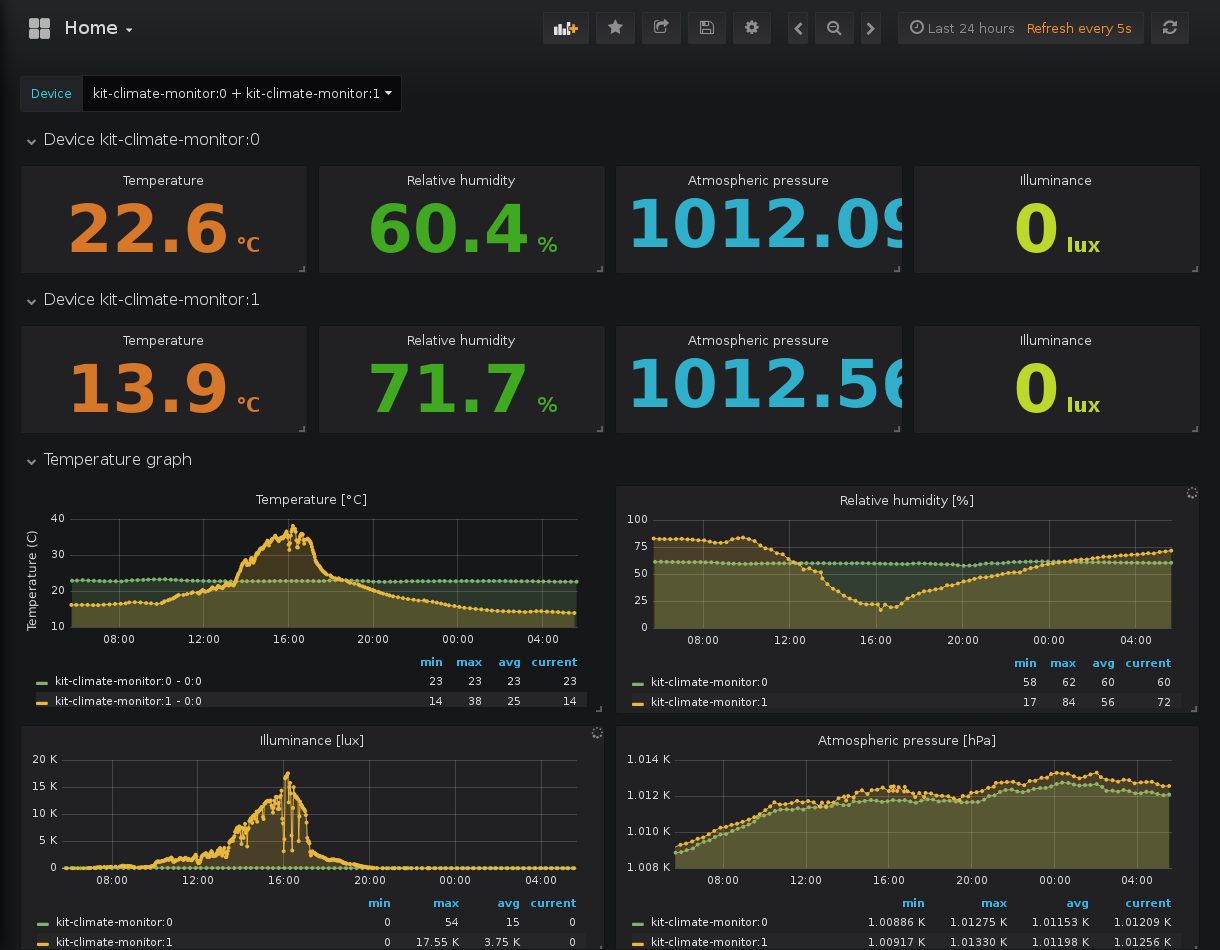 Home
Last 24 hours Refresh every 5s
Device kit-climate-monitor:0 + kit-climate-monitor:1
Device kit-climate-monitor:0
Temperature Relative humidity Atmospheric pressure Illuminance
22.6 °C 60.4 % 1012.09 0 lux
Device kit-climate-monitor:1
Temperature Relative humidity Atmospheric pressure Illuminance
13.9 °C 71.7 % 1012.56 0 lux
Temperature graph
Temperature [°C]
Temperature (C)
40
30
20
10
08:00 12:00 16:00 20:00 00:00 04:00
min max avg current
kit-climate-monitor:0 - 0:0 23 23 23 23
kit-climate-monitor:1 - 0:0 14 38 25 14
Relative humidity [%]
100
75
50
25
0
08:00 12:00 16:00 20:00 00:00 04:00
min max avg current
kit-climate-monitor:0 58 62 60 60
kit-climate-monitor:1 17 84 56 72
Illuminance [lux]
20 K
15 K
10 K
5 K
0
08:00 12:00 16:00 20:00 00:00 04:00
min max avg current
kit-climate-monitor:0 0 54 15 0
kit-climate-monitor:1 0 17.55 K 3.75 K 0
Atmospheric pressure [hPa]
1.014 K
1.012 K
1.010 K
1.008 K
08:00 12:00 16:00 20:00 00:00 04:00
min max avg current
kit-climate-monitor:0 1.00886 K 1.01275 K 1.01153 K 1.01209 K
kit-climate-monitor:1 1.00917 K 1.01330 K 1.01198 K 1.01256 K